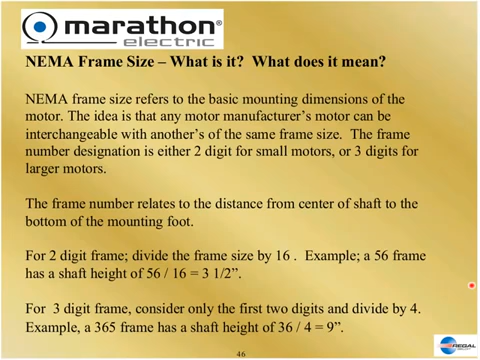 marathon®
electric
NEMA Frame Size – What is it?  What does it mean?
NEMA frame size refers to the basic mounting dimensions of the
motor. The idea is that any motor manufacturer's motor can be
interchangeable with another's of the same frame size.  The frame
number designation is either 2 digit for small motors, or 3 digits for
larger motors.
The frame number relates to the distance from center of shaft to the
bottom of the mounting foot.
For 2 digit frame; divide the frame size by 16 .  Example; a 56 frame
has a shaft height of 56 / 16 = 3 1/2”.
For  3 digit frame, consider only the first two digits and divide by 4.
Example, a 365 frame has a shaft height of 36 / 4 = 9”.
46
REGAL